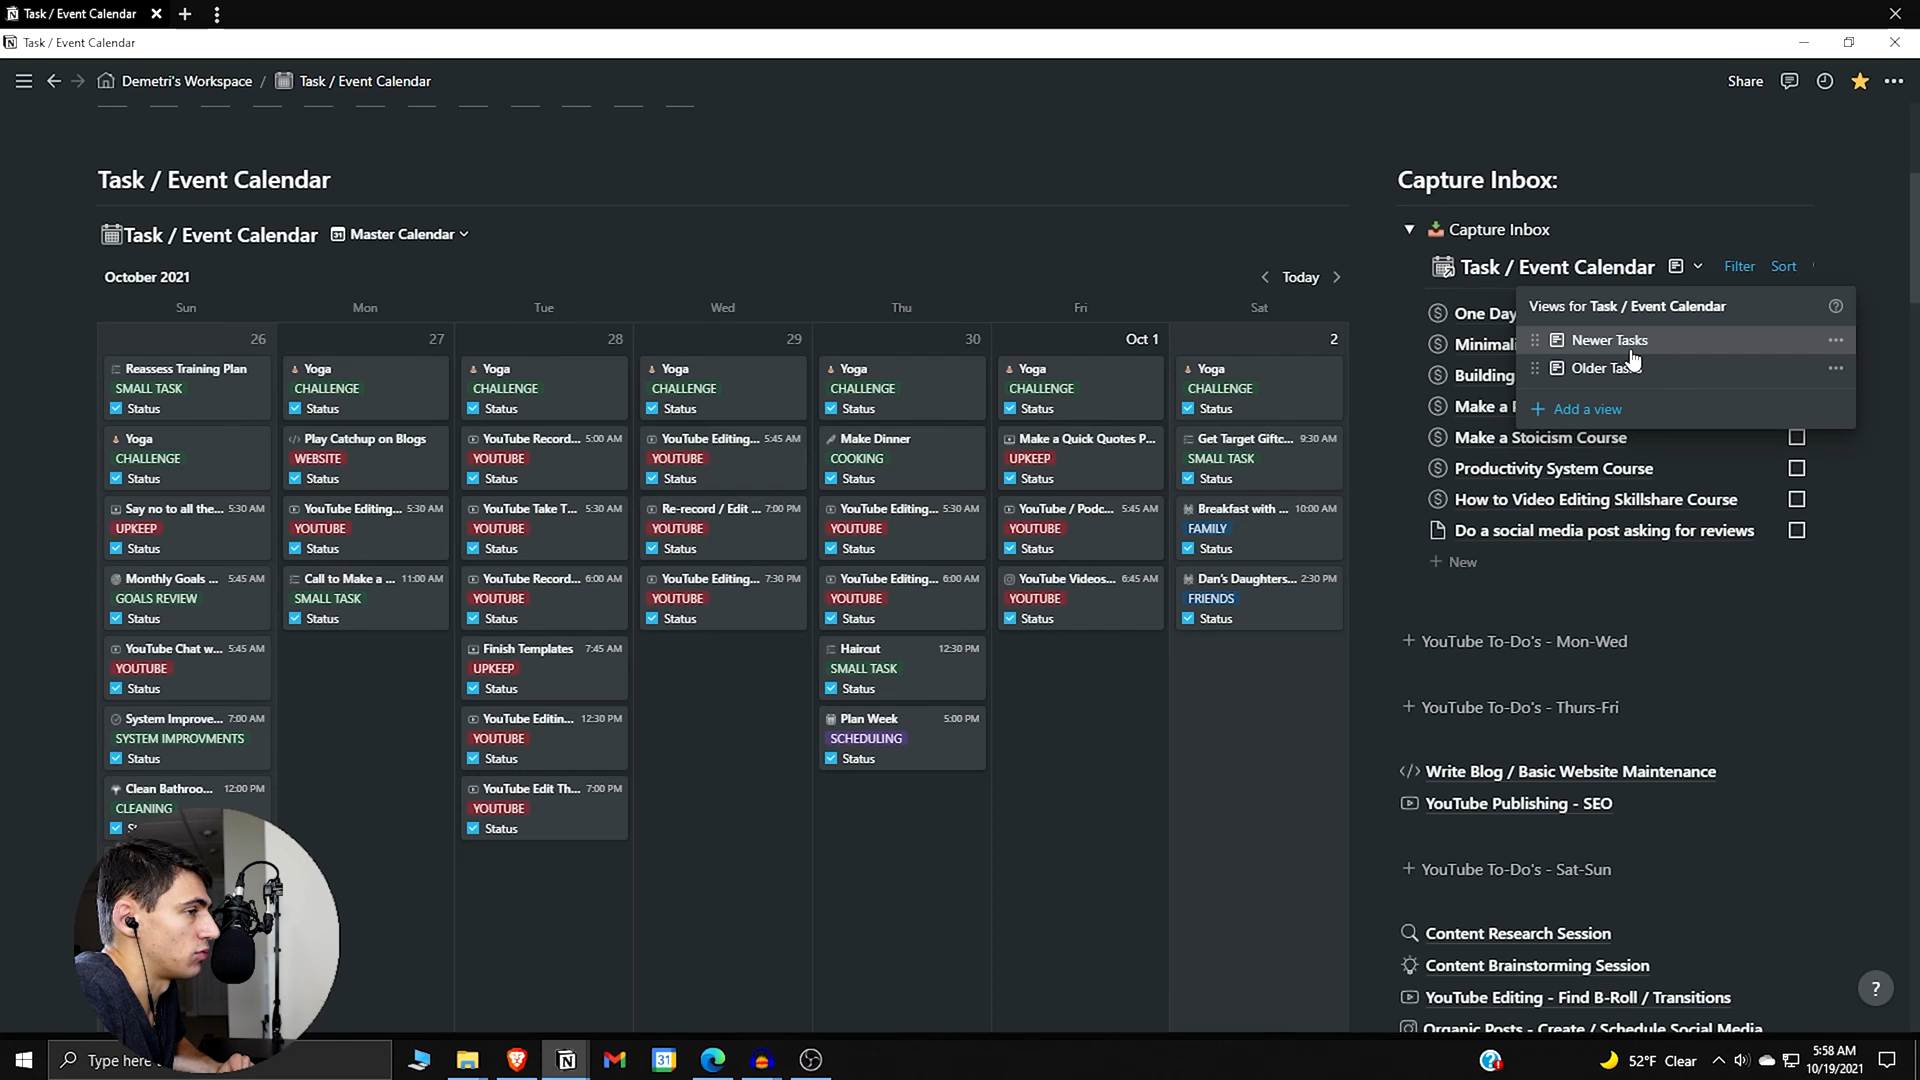 Task / Event Calendar
Task / Event Calendar
Demetri's Workspace / Task / Event Calendar
Share
Task / Event Calendar
Task / Event Calendar Master Calendar
October 2021
Today
Sun Mon Tue Wed Thu Fri Sat
26 27 28 29 30 Oct 1 2
Reassess Training Plan
SMALL TASK
Status
Yoga
CHALLENGE
Status
Say no to all the... 5:30 AM
UPKEEP
Status
Monthly Goals ... 5:45 AM
GOALS REVIEW
Status
YouTube Chat w... 5:45 AM
YOUTUBE
Status
System Improve... 7:00 AM
SYSTEM IMPROVMENTS
Status
Clean Bathroo... 12:00 PM
CLEANING
Yoga
CHALLENGE
Status
Play Catchup on Blogs
WEBSITE
Status
YouTube Editing... 5:30 AM
YOUTUBE
Status
Call to Make a ... 11:00 AM
SMALL TASK
Status
Yoga
CHALLENGE
Status
YouTube Record... 5:00 AM
YOUTUBE
Status
YouTube Take T... 5:30 AM
YOUTUBE
Status
YouTube Record... 6:00 AM
YOUTUBE
Status
Finish Templates 7:45 AM
UPKEEP
Status
YouTube Editin... 12:30 PM
YOUTUBE
Status
YouTube Edit Th... 7:00 PM
YOUTUBE
Status
Yoga
CHALLENGE
Status
YouTube Editing... 5:45 AM
YOUTUBE
Status
Re-record / Edit ... 7:00 PM
YOUTUBE
Status
YouTube Editing... 7:30 PM
YOUTUBE
Status
Yoga
CHALLENGE
Status
Make Dinner
COOKING
Status
YouTube Editing... 5:30 AM
YOUTUBE
Status
YouTube Editing... 6:00 AM
YOUTUBE
Status
Haircut 12:30 PM
SMALL TASK
Status
Plan Week 5:00 PM
SCHEDULING
Status
Yoga
CHALLENGE
Status
Make a Quick Quotes P...
UPKEEP
Status
YouTube / Podc... 5:45 AM
YOUTUBE
Status
YouTube Videos... 6:45 AM
YOUTUBE
Status
Yoga
CHALLENGE
Status
Get Target Giftc... 9:30 AM
SMALL TASK
Status
Breakfast with ... 10:00 AM
FAMILY
Status
Dan's Daughters... 2:30 PM
FRIENDS
Status
Capture Inbox:
Capture Inbox
Task / Event Calendar Filter Sort
Views for Task / Event Calendar
Newer Tasks
Older
+ Add a view
One Day
Building
Make a
Make a Stoicism Course
Productivity System Course
How to Video Editing Skillshare Course
Do a social media post asking for reviews
+ New
+ YouTube To-Do's - Mon-Wed
+ YouTube To-Do's - Thurs-Fri
Write Blog / Basic Website Maintenance
YouTube Publishing - SEO
+ YouTube To-Do's - Sat-Sun
Content Research Session
Content Brainstorming Session
YouTube Editing - Find B-Roll / Transitions
Organic Posts - Create / Schedule Social Media
?
Type here
31
52°F Clear
5:58 AM
10/19/2021